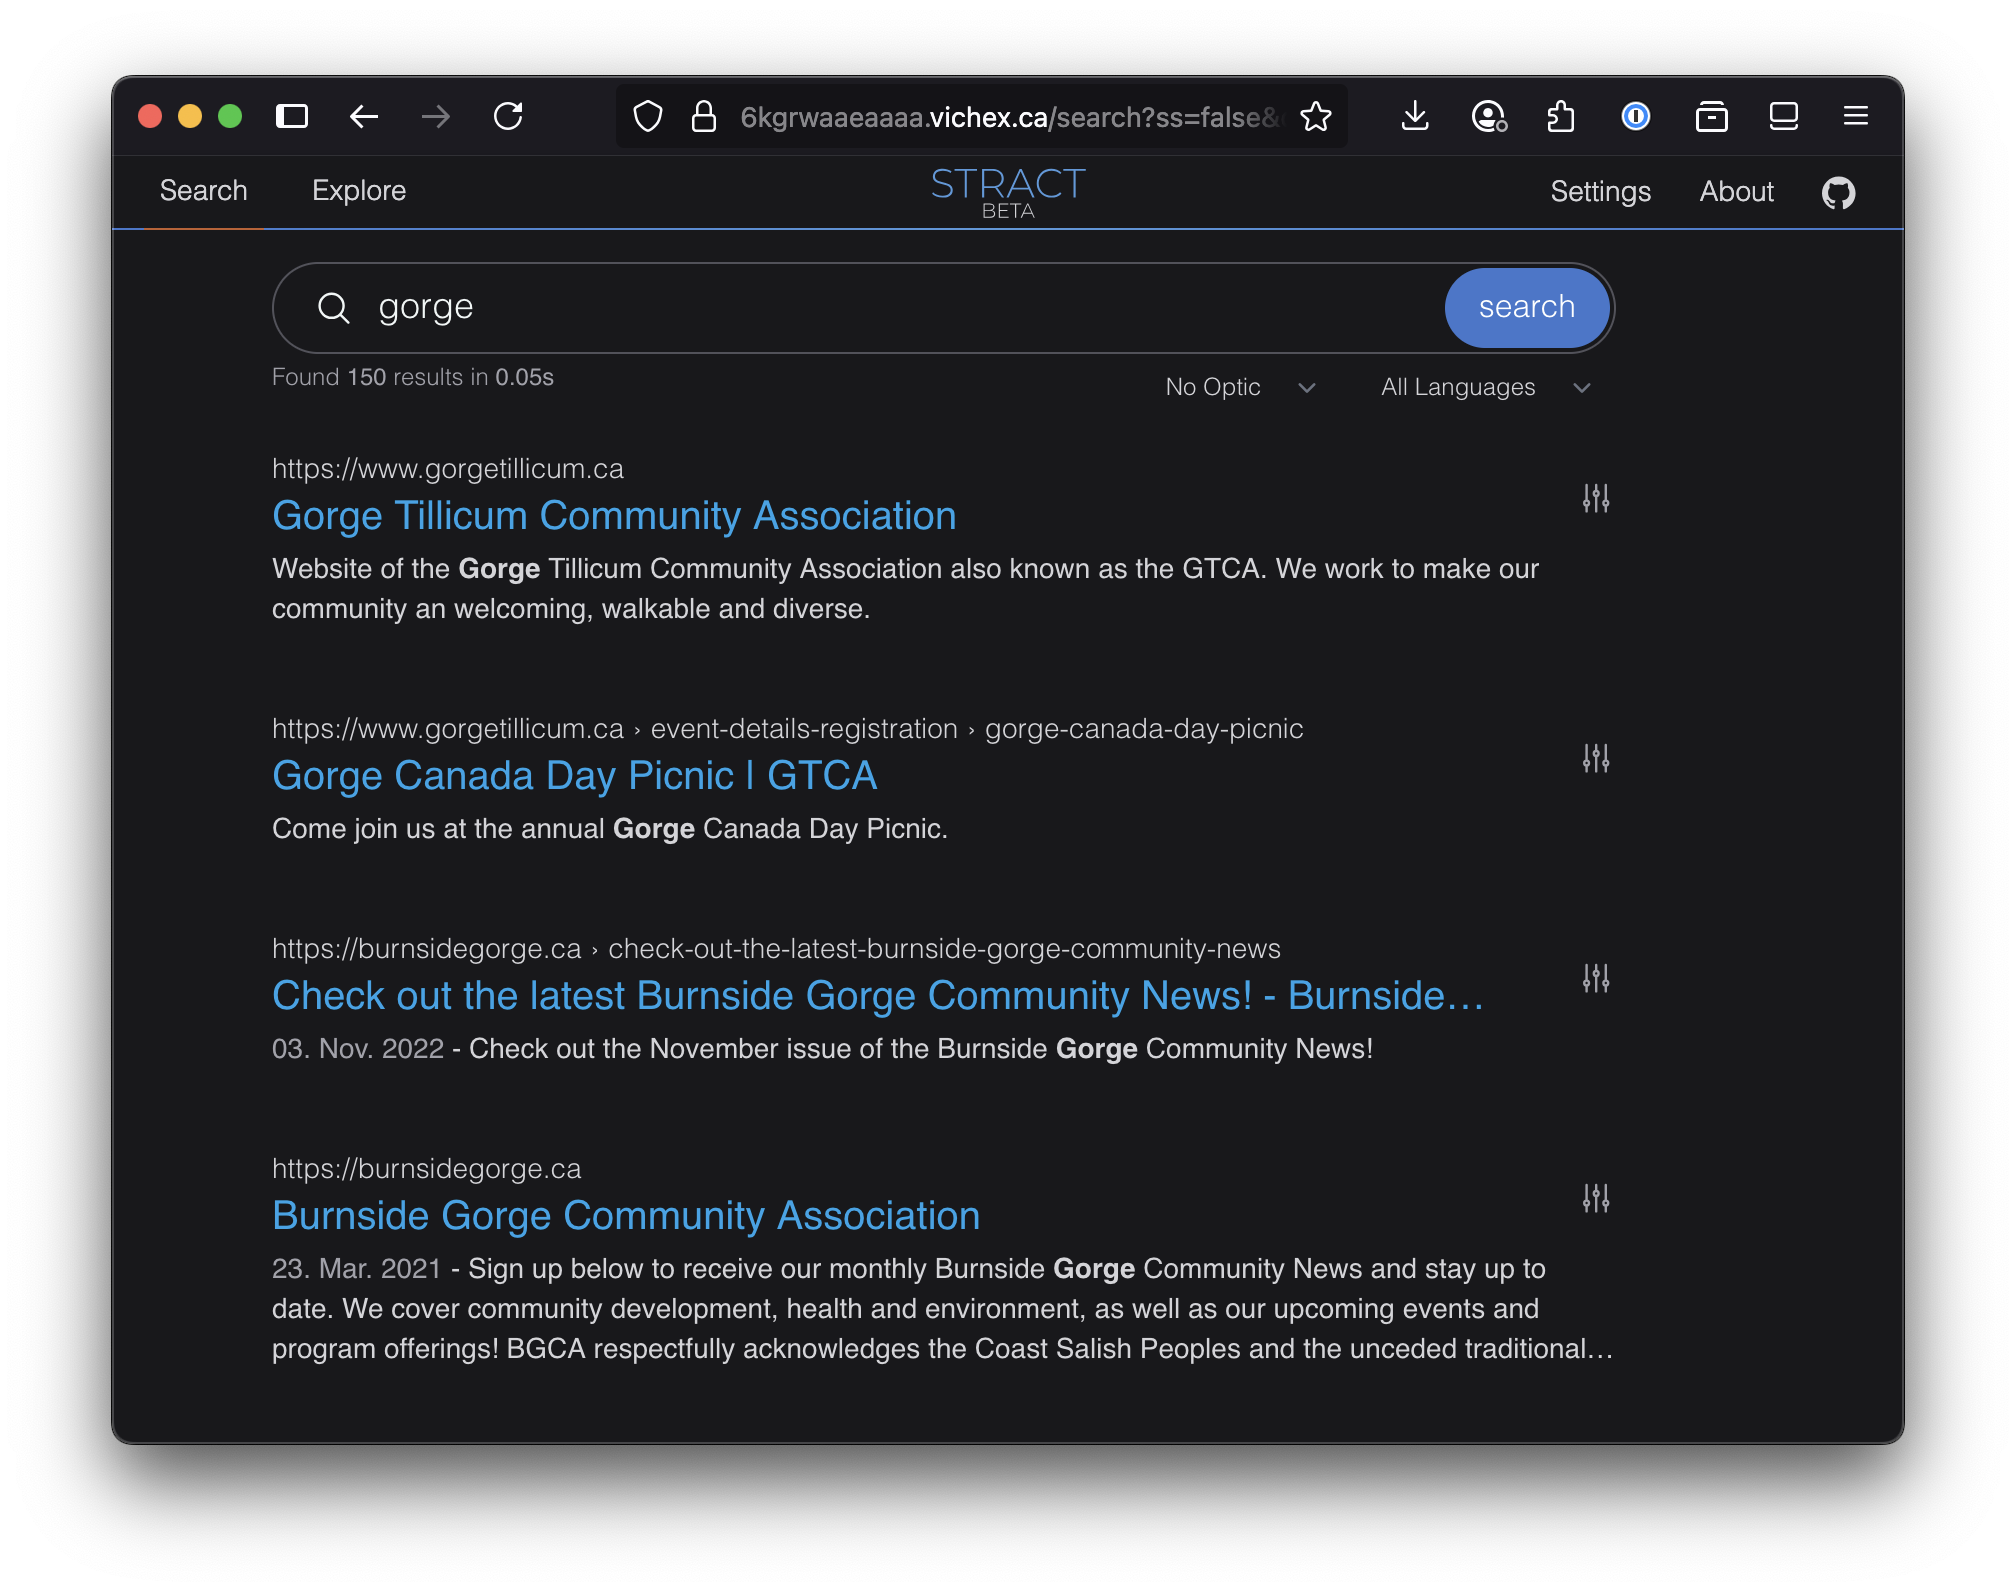 6kgrwaaeaaaa.vichex.ca/search?ss=false&
Search Explore STRACT Settings About
BETA
gorge search
Found 150 results in 0.05s No Optic All Languages
https://www.gorgetillicum.ca
Gorge Tillicum Community Association
Website of the Gorge Tillicum Community Association also known as the GTCA. We work to make our
community an welcoming, walkable and diverse.
https://www.gorgetillicum.ca › event-details-registration › gorge-canada-day-picnic
Gorge Canada Day Picnic | GTCA
Come join us at the annual Gorge Canada Day Picnic.
https://burnsidegorge.ca › check-out-the-latest-burnside-gorge-community-news
Check out the latest Burnside Gorge Community News! - Burnside…
03. Nov. 2022 - Check out the November issue of the Burnside Gorge Community News!
https://burnsidegorge.ca
Burnside Gorge Community Association
23. Mar. 2021 - Sign up below to receive our monthly Burnside Gorge Community News and stay up to
date. We cover community development, health and environment, as well as our upcoming events and
program offerings! BGCA respectfully acknowledges the Coast Salish Peoples and the unceded traditional…